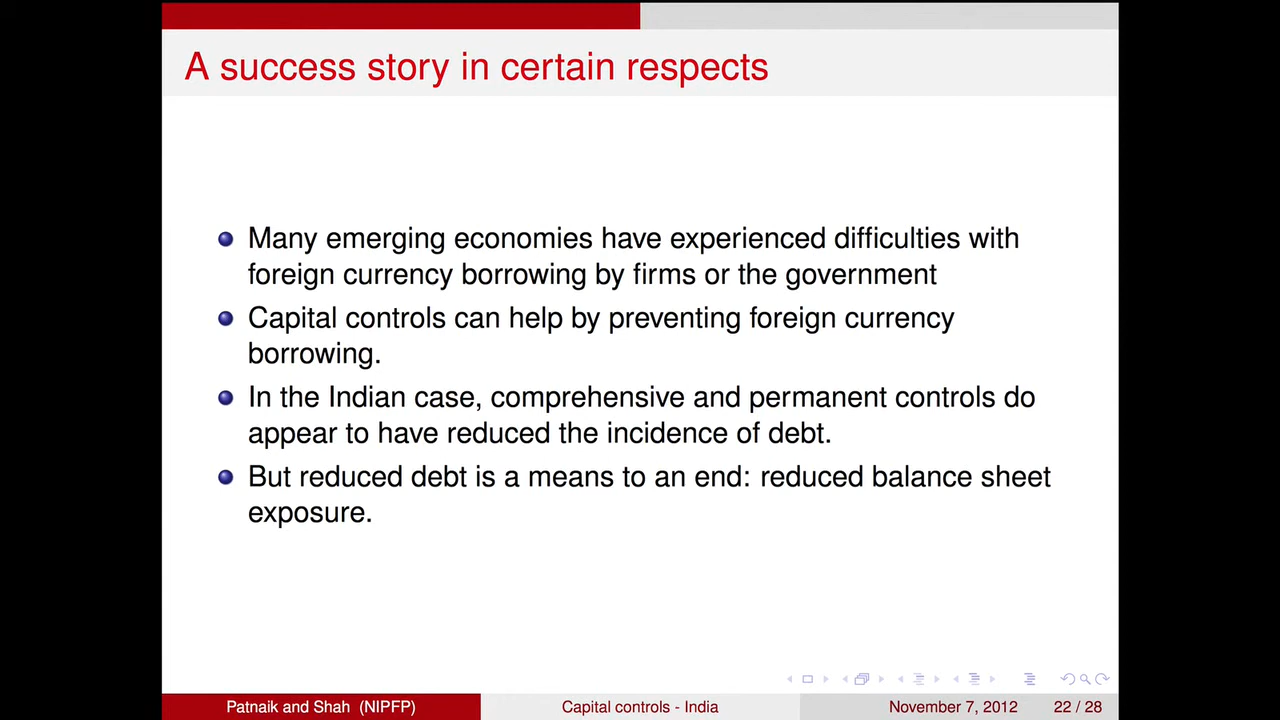 A success story in certain respects
Many emerging economies have experienced difficulties with
foreign currency borrowing by firms or the government
Capital controls can help by preventing foreign currency
borrowing.
In the Indian case, comprehensive and permanent controls do
appear to have reduced the incidence of debt.
But reduced debt is a means to an end: reduced balance sheet
exposure.
Patnaik and Shah (NIPFP) Capital controls - India November 7, 2012 22 / 28